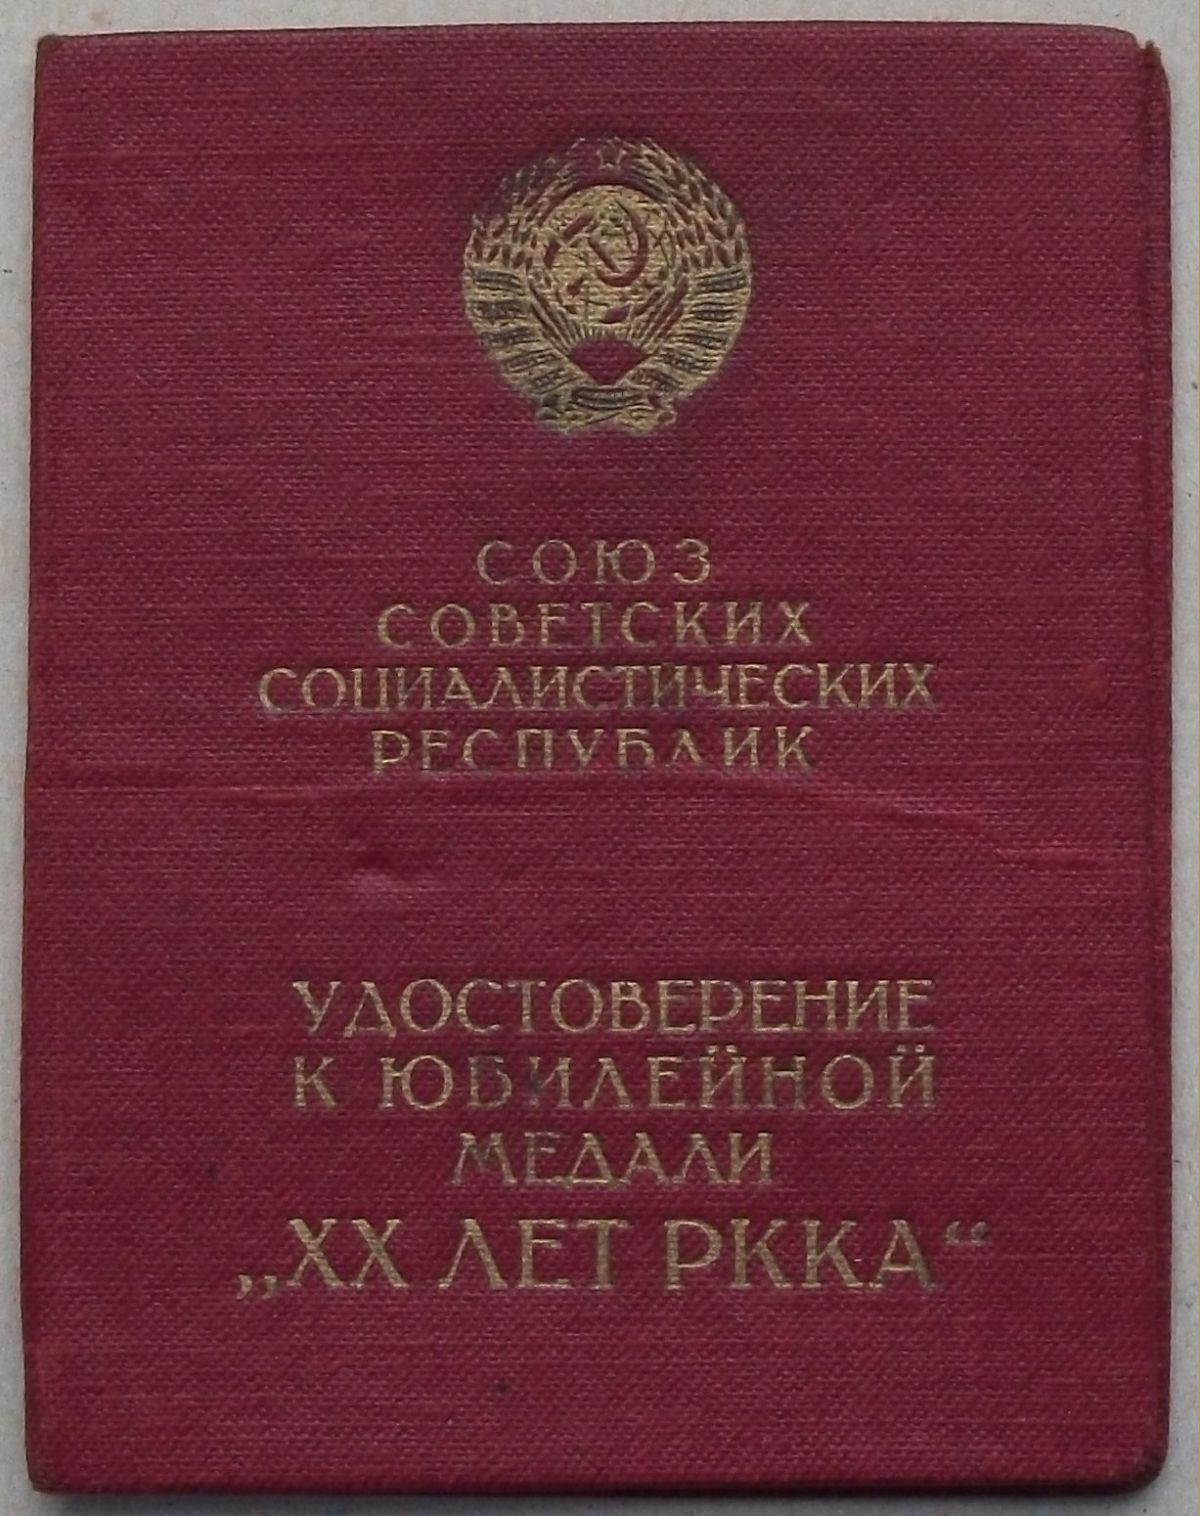 СОЮЗ
СОВЕТСКИХ
СОЦИАЛИСТИЧЕСКИХ
РЕСПУБЛИК
УДОСТОВЕРЕНИЕ
К ЮБИЛЕЙНОЙ
МЕДАЛИ
„XX ЛЕТ РККА“